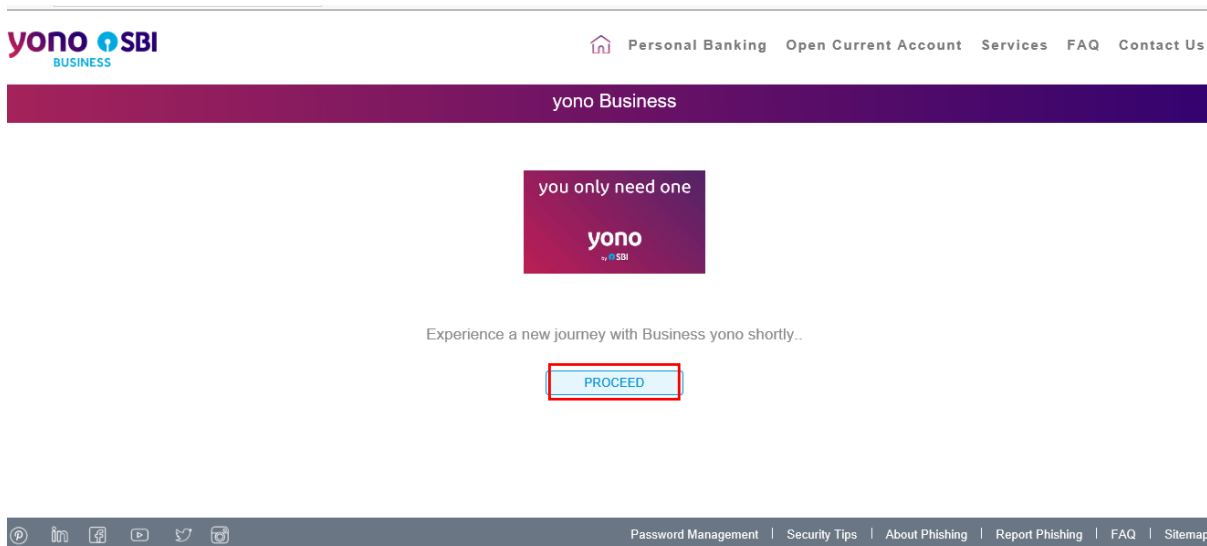 yono SBI
BUSINESS
Personal Banking Open Current Account Services FAQ Contact Us
yono Business
you only need one
yono
by SBI
Experience a new journey with Business yono shortly..
PROCEED
Password Management | Security Tips | About Phishing | Report Phishing | FAQ | Sitemap